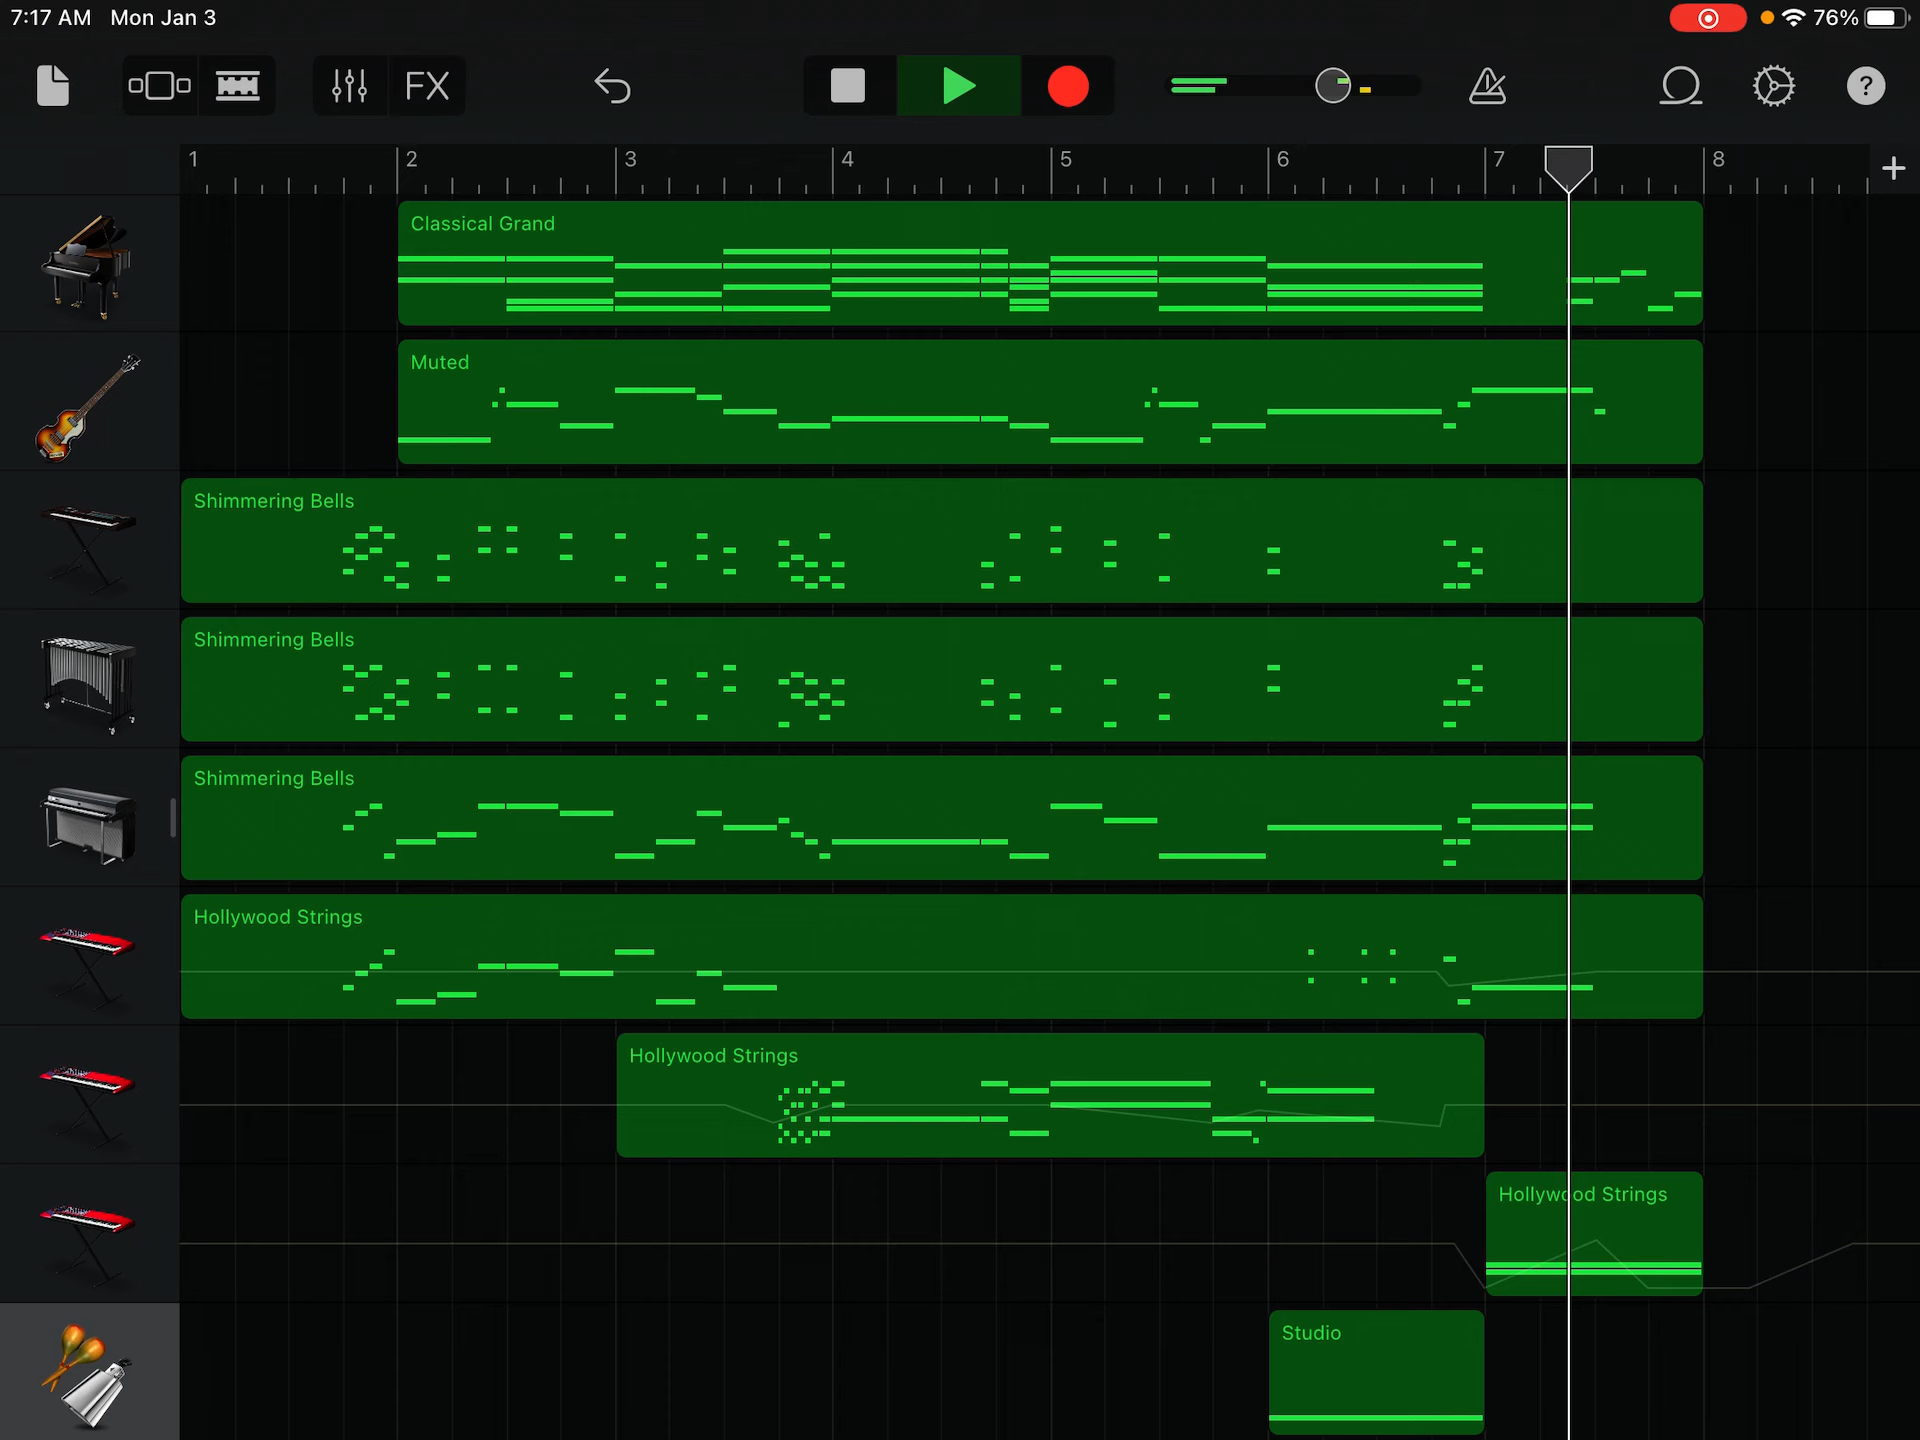 7:17 AM Mon Jan 3
76%
FX
?
1 2 3 4 5 6 7 8
Classical Grand
Muted
Shimmering Bells
Shimmering Bells
Shimmering Bells
Hollywood Strings
Hollywood Strings
Hollywood Strings
Studio